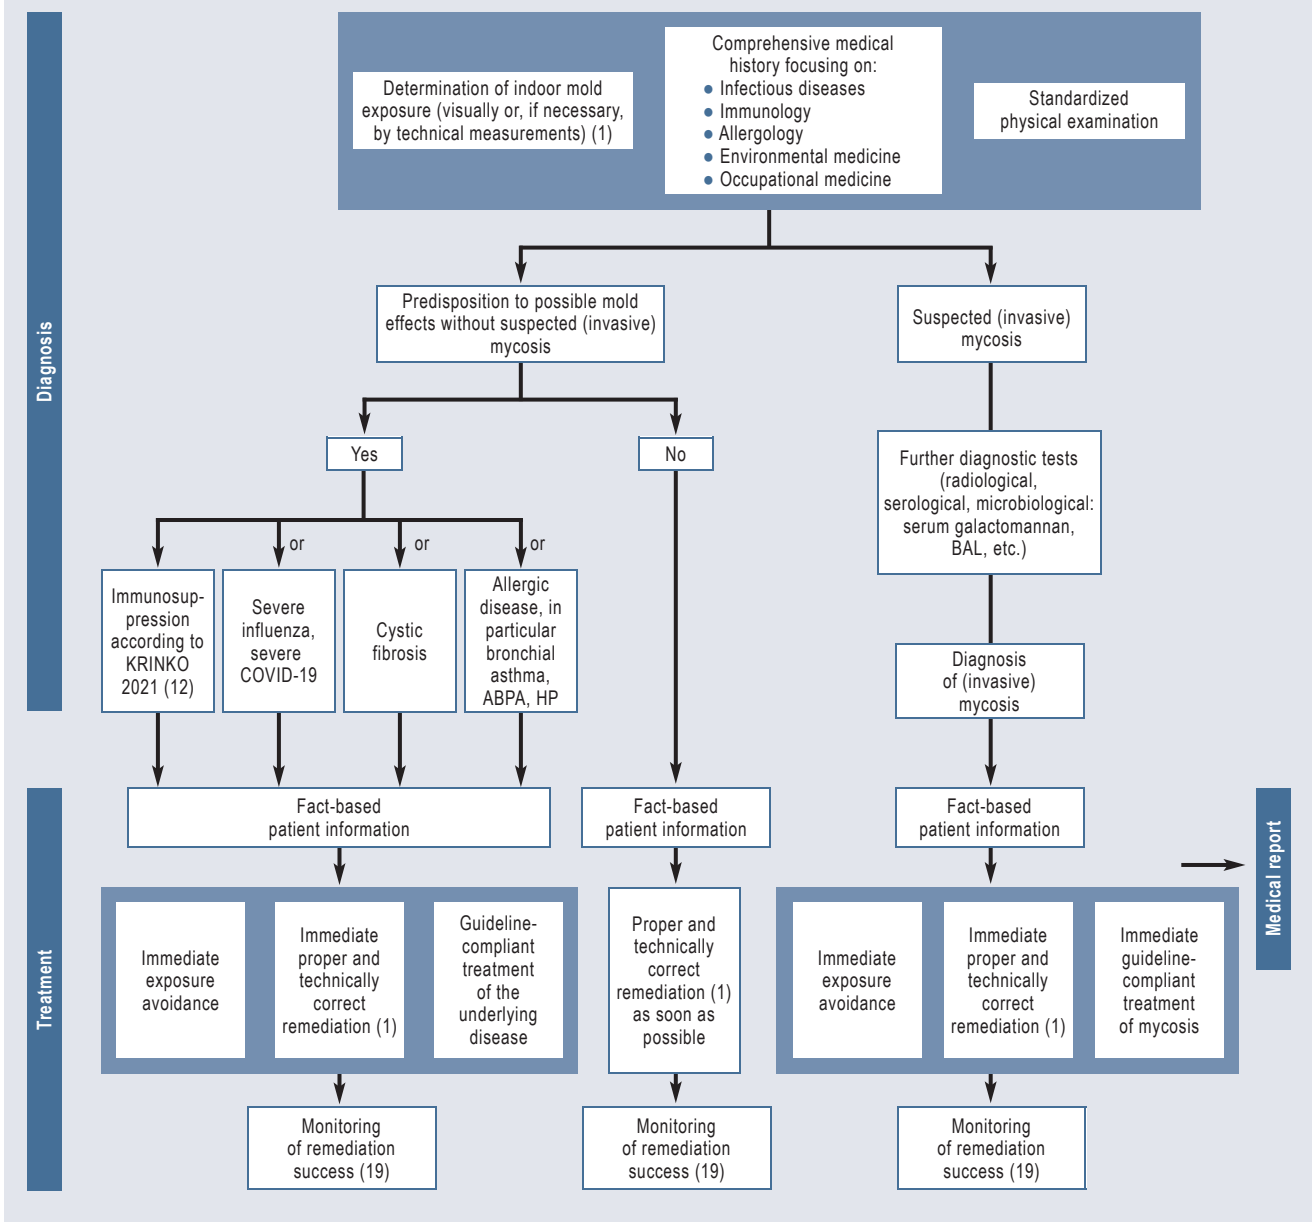 Diagnosis
Determination of indoor mold
exposure (visually or, if necessary,
by technical measurements) (1)
Comprehensive medical
history focusing on:
● Infectious diseases
● Immunology
● Allergology
● Environmental medicine
● Occupational medicine
Standardized
physical examination
Predisposition to possible mold
effects without suspected (invasive)
mycosis
Suspected (invasive)
mycosis
Yes
No
Further diagnostic tests
(radiological,
serological, microbiological:
serum galactomannan,
BAL, etc.)
or
or
or
Immunosup-
pression
according to
KRINKO
2021 (12)
Severe
influenza,
severe
COVID-19
Cystic
fibrosis
Allergic
disease, in
particular
bronchial
asthma,
ABPA, HP
Diagnosis
of (invasive)
mycosis
Treatment
Fact-based
patient information
Fact-based
patient information
Fact-based
patient information
Medical report
Immediate
exposure
avoidance
Immediate
proper and
technically
correct
remediation (1)
Guideline-
compliant
treatment
of the
underlying
disease
Proper and
technically
correct
remediation (1)
as soon as
possible
Immediate
exposure
avoidance
Immediate
proper and
technically
correct
remediation (1)
Immediate
guideline-
compliant
treatment
of mycosis
Monitoring
of remediation
success (19)
Monitoring
of remediation
success (19)
Monitoring
of remediation
success (19)